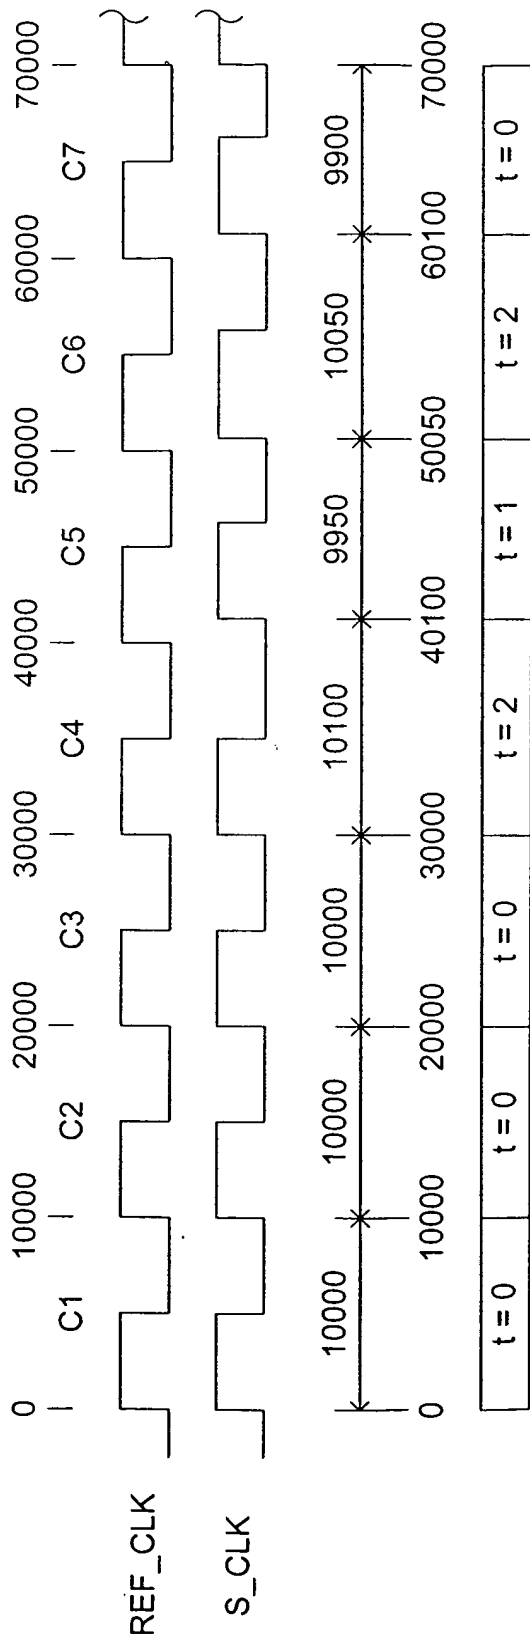 0 10000 20000 30000 40000 50000 60000 70000
C1 C2 C3 C4 C5 C6 C7
REF_CLK
S_CLK
10000 10000 10000 10100 9950 10050 9900
0 10000 20000 30000 40100 50050 60100 70000
t = 0 t = 0 t = 0 t = 2 t = 1 t = 2 t = 0